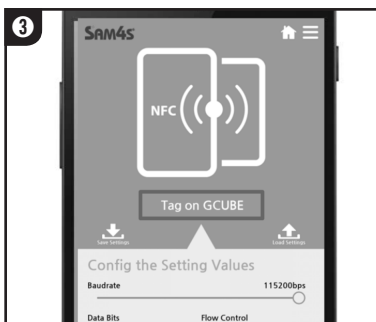 3
SAM4S
NFC
Tag on GCUBE
Save Settings
Load Settings
Config the Setting Values
Baudrate 115200bps
Data Bits Flow Control